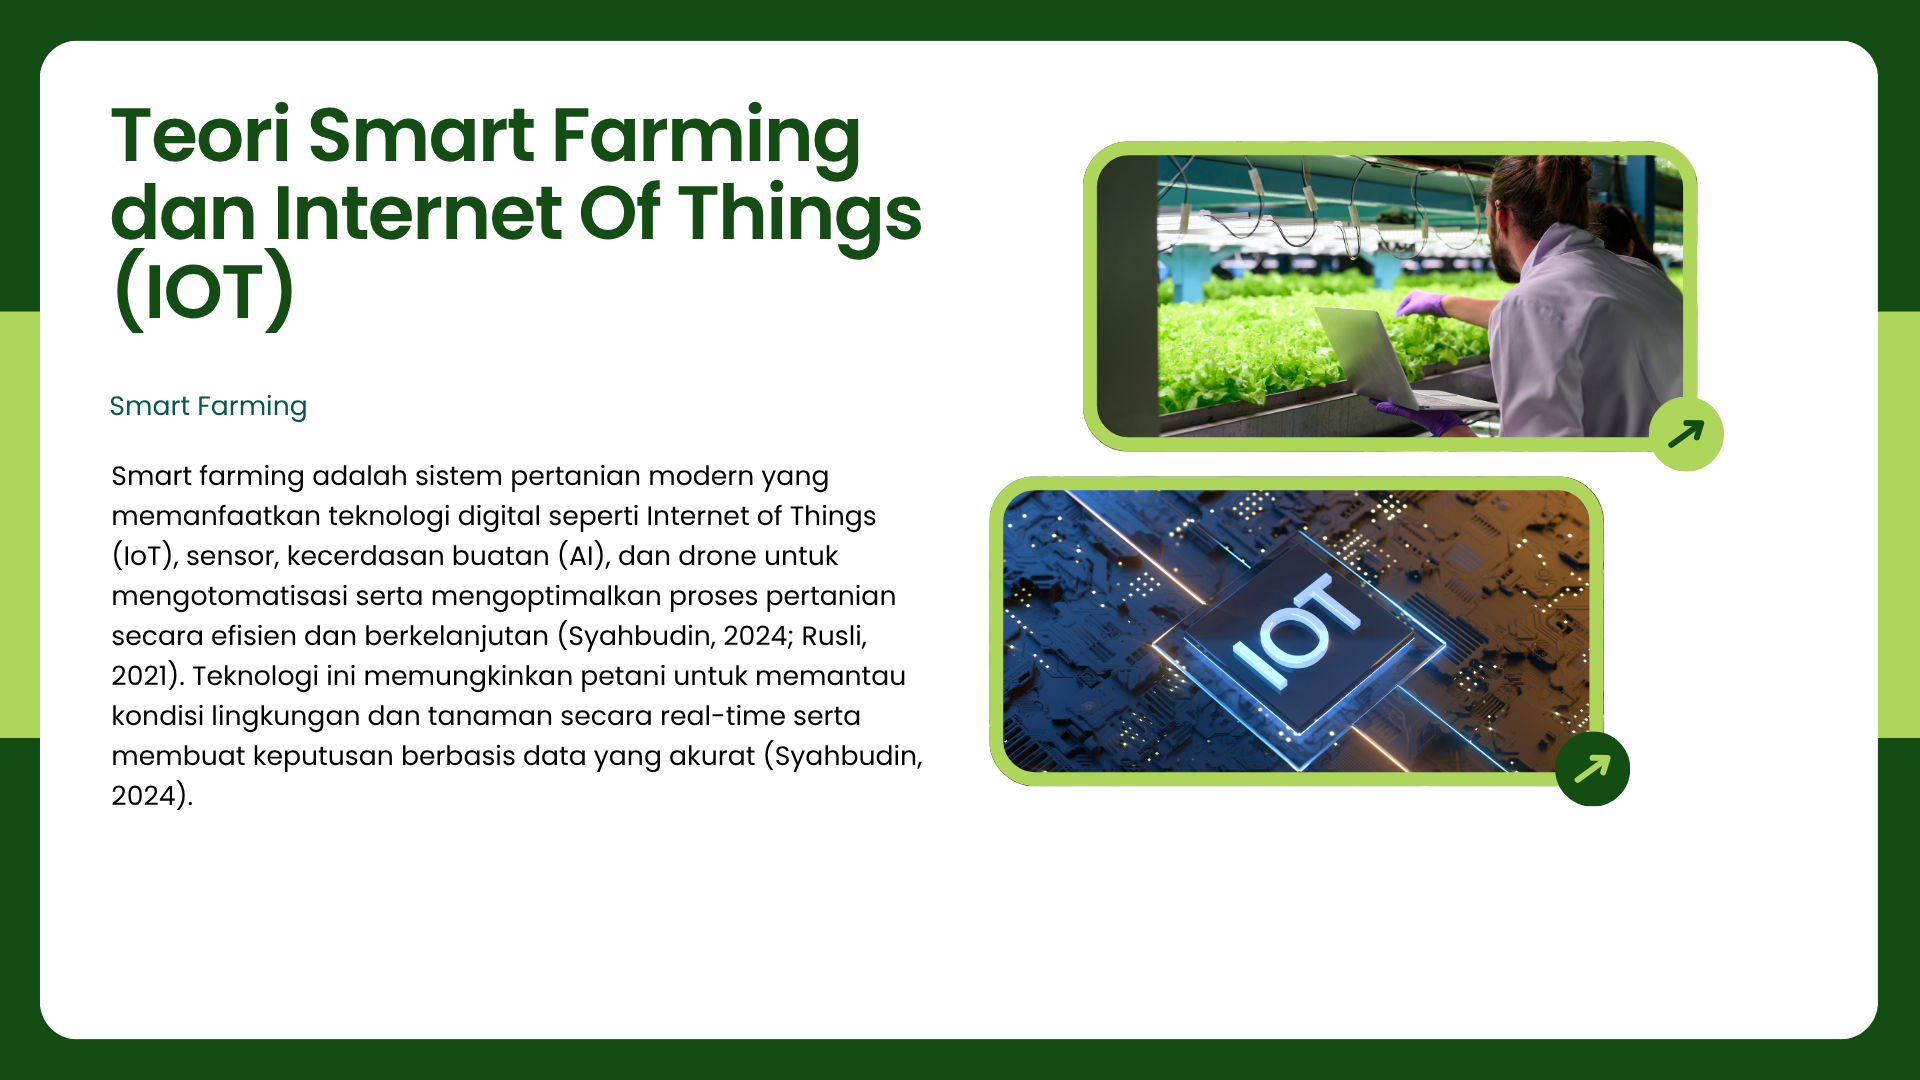 Teori Smart Farming
dan Internet Of Things
(IOT)
Smart Farming
Smart farming adalah sistem pertanian modern yang
memanfaatkan teknologi digital seperti Internet of Things
(IoT), sensor, kecerdasan buatan (AI), dan drone untuk
mengotomatisasi serta mengoptimalkan proses pertanian
secara efisien dan berkelanjutan (Syahbudin, 2024; Rusli,
2021). Teknologi ini memungkinkan petani untuk memantau
kondisi lingkungan dan tanaman secara real-time serta
membuat keputusan berbasis data yang akurat (Syahbudin,
2024).
IOT